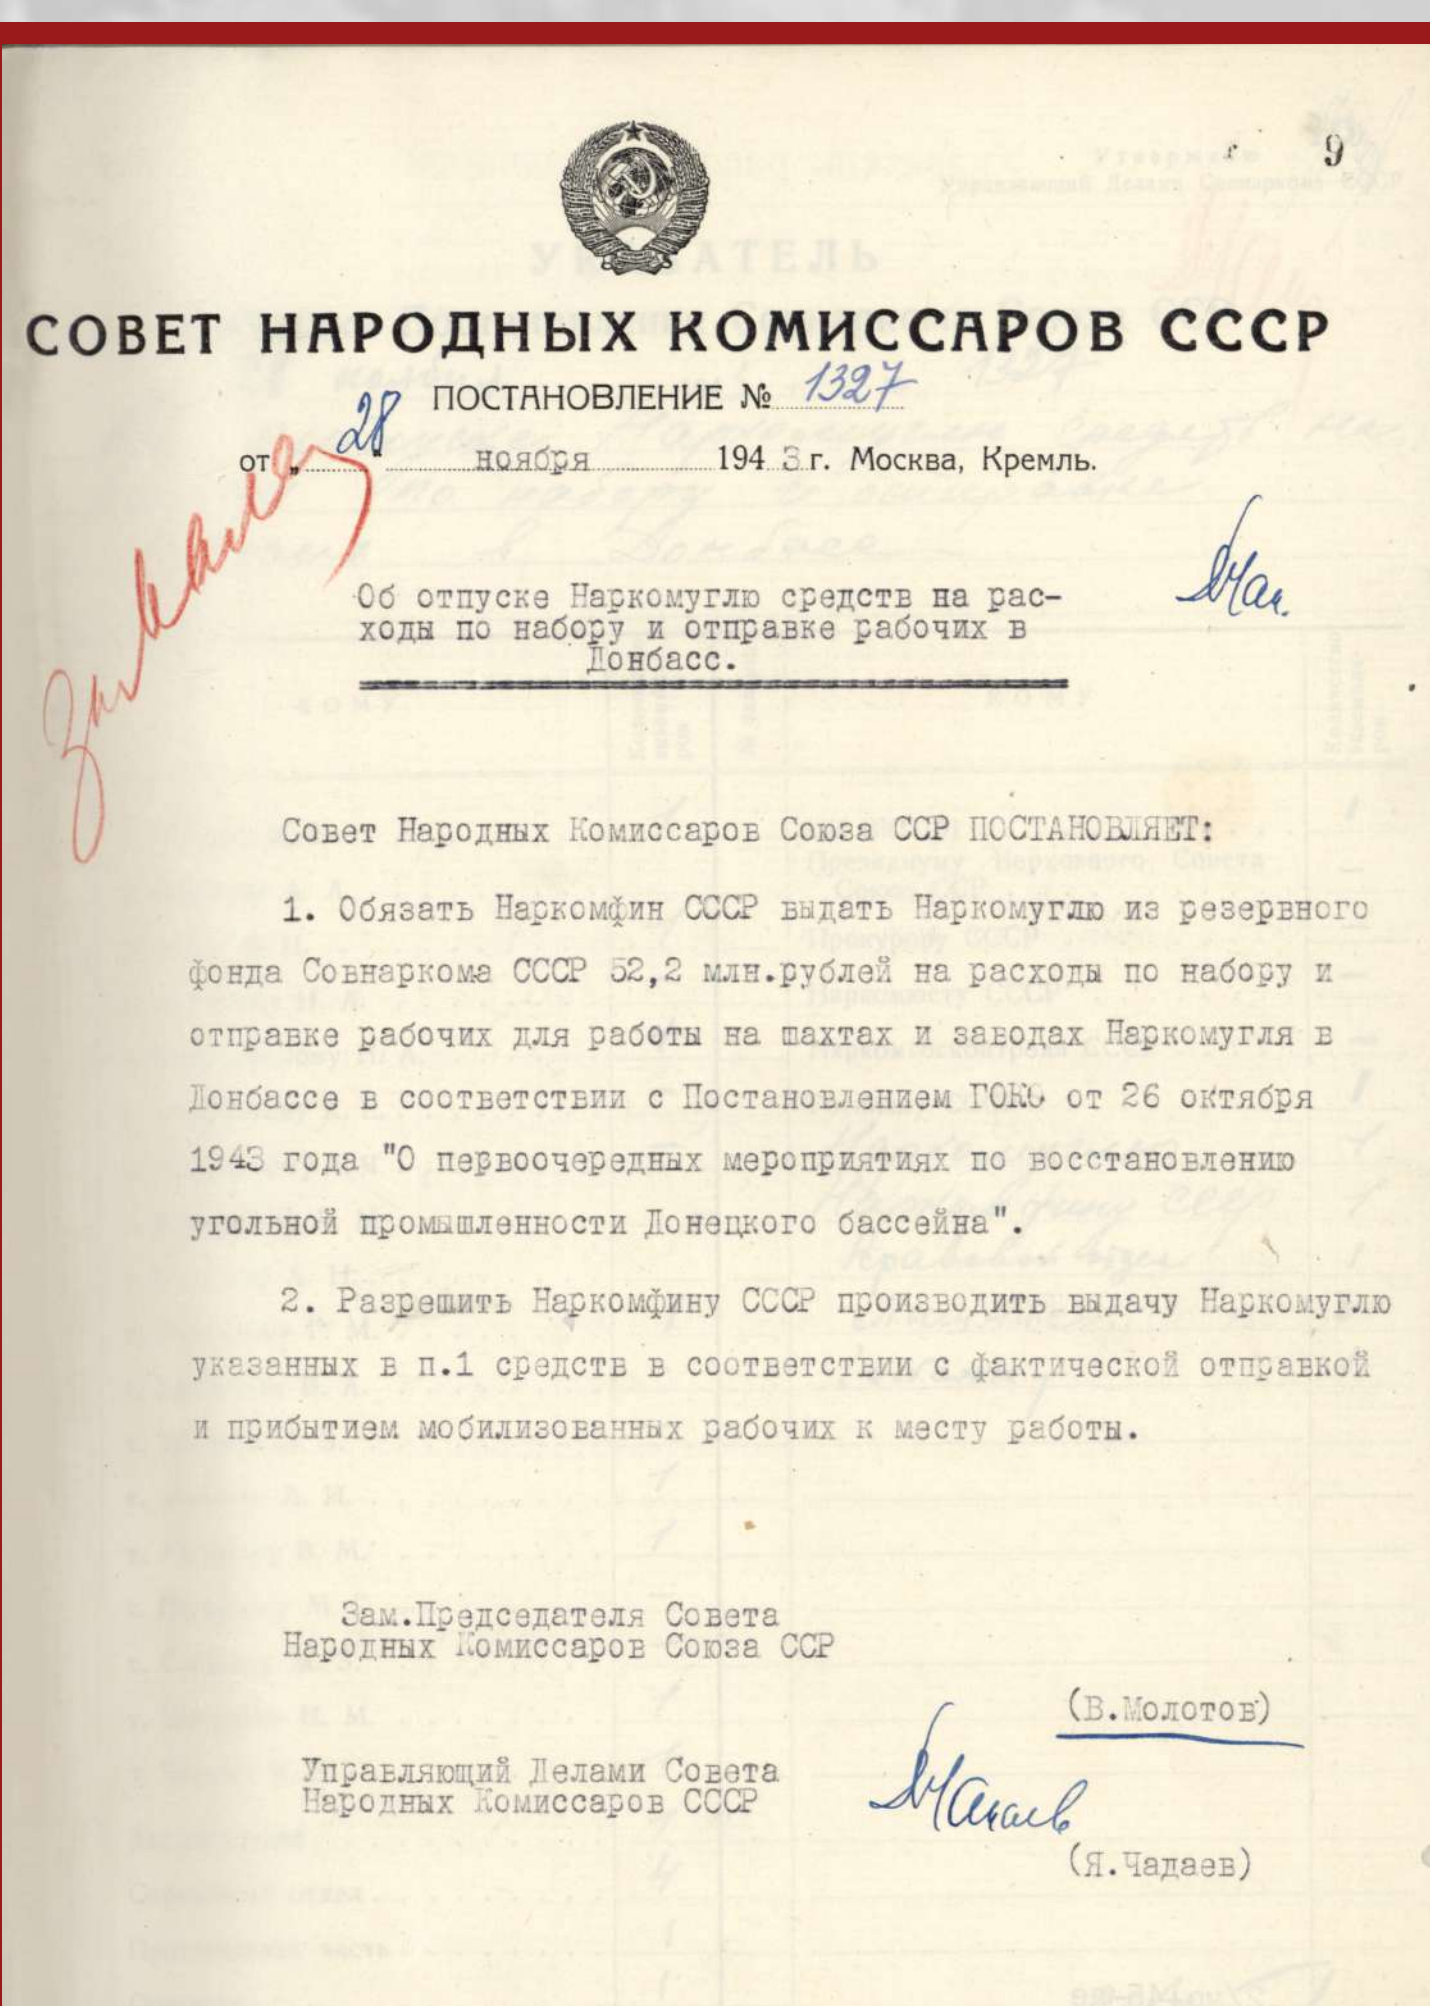 9
СОВЕТ НАРОДНЫХ КОМИССАРОВ СССР
ПОСТАНОВЛЕНИЕ № 1327
от „28“ ноября 1943 г. Москва, Кремль.
Об отпуске Наркомуглю средств на рас-
ходы по набору и отправке рабочих в
Донбасс.
Совет Народных Комиссаров Союза ССР ПОСТАНОВЛЯЕТ:
1. Обязать Наркомфин СССР выдать Наркомуглю из резервного
фонда Совнаркома СССР 52,2 млн.рублей на расходы по набору и
отправке рабочих для работы на шахтах и заводах Наркомугля в
Донбассе в соответствии с Постановлением ГОКО от 26 октября
1943 года "О первоочередных мероприятиях по восстановлению
угольной промышленности Донецкого бассейна".
2. Разрешить Наркомфину СССР производить выдачу Наркомуглю
указанных в п.1 средств в соответствии с фактической отправкой
и прибытием мобилизованных рабочих к месту работы.
Зам.Председателя Совета
Народных Комиссаров Союза ССР
(В.Молотов)
Управляющий Делами Совета
Народных Комиссаров СССР
(Я.Чадаев)